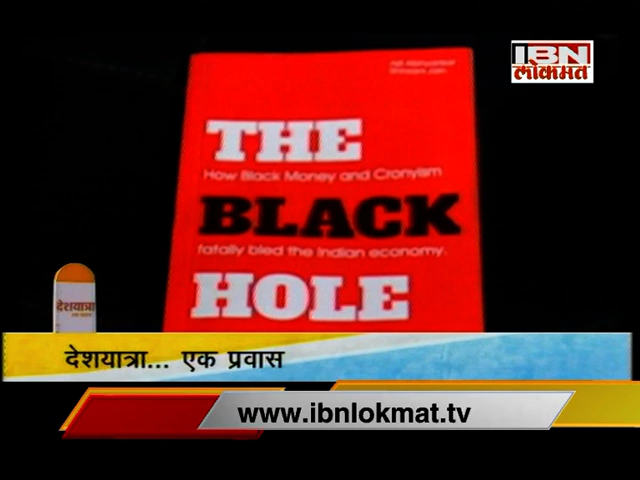 IBN
लोकमत
THE
How Black Money and Cronyism
BLACK
fatally bled the Indian economy.
HOLE
देशयात्रा
देशयात्रा... एक प्रवास
www.ibnlokmat.tv